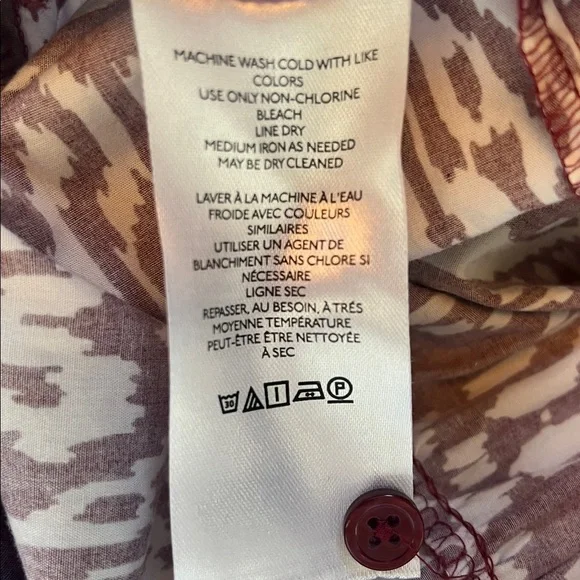 MACHINE WASH COLD WITH LIKE
COLORS
USE ONLY NON-CHLORINE
BLEACH
LINE DRY
MEDIUM IRON AS NEEDED
MAY BE DRY CLEANED
LAVER À LA MACHINE À L'EAU
FROIDE AVEC COULEURS
SIMILAIRES
UTILISER UN AGENT DE
BLANCHIMENT SANS CHLORE SI
NÉCESSAIRE
LIGNE SEC
REPASSER, AU BESOIN, À TRÉS
MOYENNE TEMPÉRATURE
PEUT-ÊTRE ÊTRE NETTOYÉE
À SEC
30 P